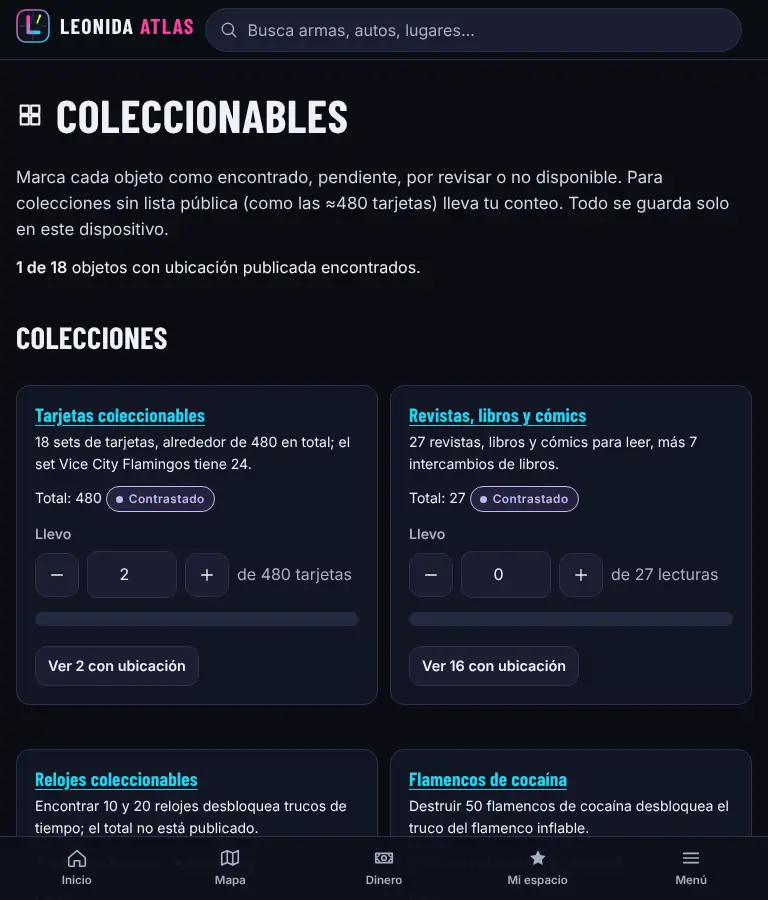 LEONIDA ATLAS
Busca armas, autos, lugares...
COLECCIONABLES
Marca cada objeto como encontrado, pendiente, por revisar o no disponible. Para
colecciones sin lista pública (como las ≈480 tarjetas) lleva tu conteo. Todo se guarda solo
en este dispositivo.
1 de 18 objetos con ubicación publicada encontrados.
COLECCIONES
Tarjetas coleccionables
18 sets de tarjetas, alrededor de 480 en total; el
set Vice City Flamingos tiene 24.
Total: 480 Contrastado
Llevo
− 2 + de 480 tarjetas
Ver 2 con ubicación
Revistas, libros y cómics
27 revistas, libros y cómics para leer, más 7
intercambios de libros.
Total: 27 Contrastado
Llevo
− 0 + de 27 lecturas
Ver 16 con ubicación
Relojes coleccionables
Encontrar 10 y 20 relojes desbloquea trucos de
tiempo; el total no está publicado.
Flamencos de cocaína
Destruir 50 flamencos de cocaína desbloquea el
truco del flamenco inflable.
Inicio
Mapa
Dinero
Mi espacio
Menú